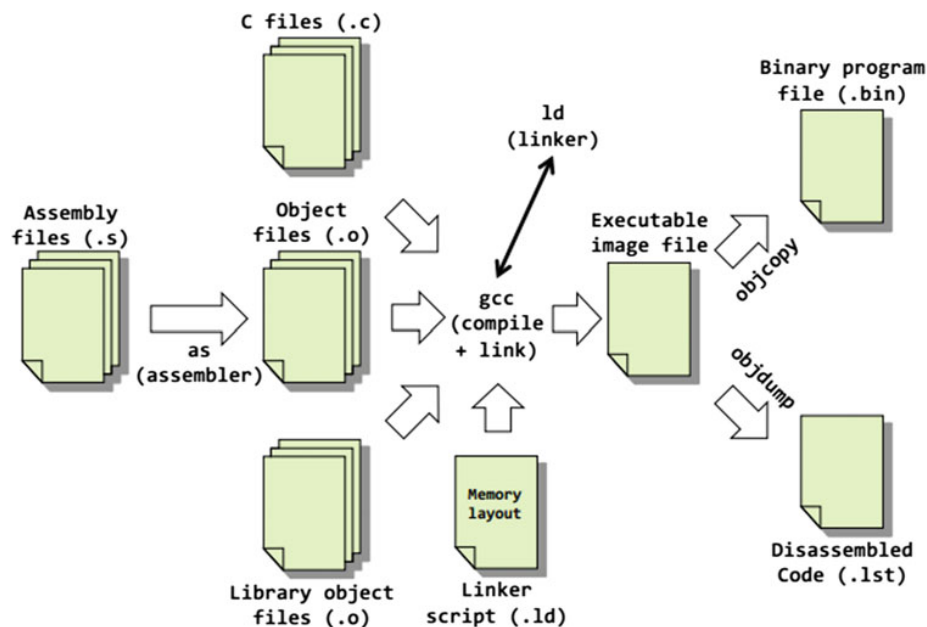 C files (.c)
Binary program
file (.bin)
ld
(linker)
Assembly
files (.s)
Object
files (.o)
Executable
image file
objcopy
gcc
(compile
+ link)
as
(assembler)
objdump
Memory
layout
Library object
files (.o)
Linker
script (.ld)
Disassembled
Code (.lst)